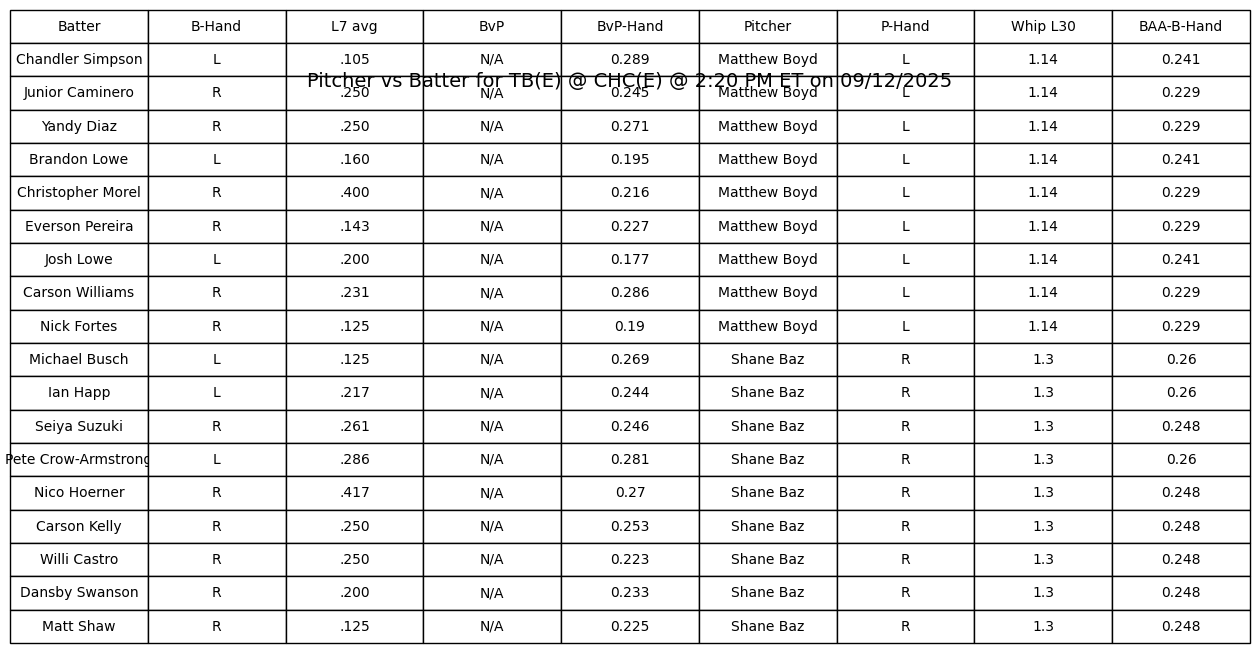 Batter B-Hand L7 avg BvP BvP-Hand Pitcher P-Hand Whip L30 BAA-B-Hand
Chandler Simpson L .105 N/A 0.289 Matthew Boyd L 1.14 0.241
Pitcher vs Batter for TB(E) @ CHC(E) @ 2:20 PM ET on 09/12/2025
Junior Caminero R .250 N/A 0.245 Matthew Boyd L 1.14 0.229
Yandy Diaz R .250 N/A 0.271 Matthew Boyd L 1.14 0.229
Brandon Lowe L .160 N/A 0.195 Matthew Boyd L 1.14 0.241
Christopher Morel R .400 N/A 0.216 Matthew Boyd L 1.14 0.229
Everson Pereira R .143 N/A 0.227 Matthew Boyd L 1.14 0.229
Josh Lowe L .200 N/A 0.177 Matthew Boyd L 1.14 0.241
Carson Williams R .231 N/A 0.286 Matthew Boyd L 1.14 0.229
Nick Fortes R .125 N/A 0.19 Matthew Boyd L 1.14 0.229
Michael Busch L .125 N/A 0.269 Shane Baz R 1.3 0.26
Ian Happ L .217 N/A 0.244 Shane Baz R 1.3 0.26
Seiya Suzuki R .261 N/A 0.246 Shane Baz R 1.3 0.248
Pete Crow-Armstrong L .286 N/A 0.281 Shane Baz R 1.3 0.26
Nico Hoerner R .417 N/A 0.27 Shane Baz R 1.3 0.248
Carson Kelly R .250 N/A 0.253 Shane Baz R 1.3 0.248
Willi Castro R .250 N/A 0.223 Shane Baz R 1.3 0.248
Dansby Swanson R .200 N/A 0.233 Shane Baz R 1.3 0.248
Matt Shaw R .125 N/A 0.225 Shane Baz R 1.3 0.248